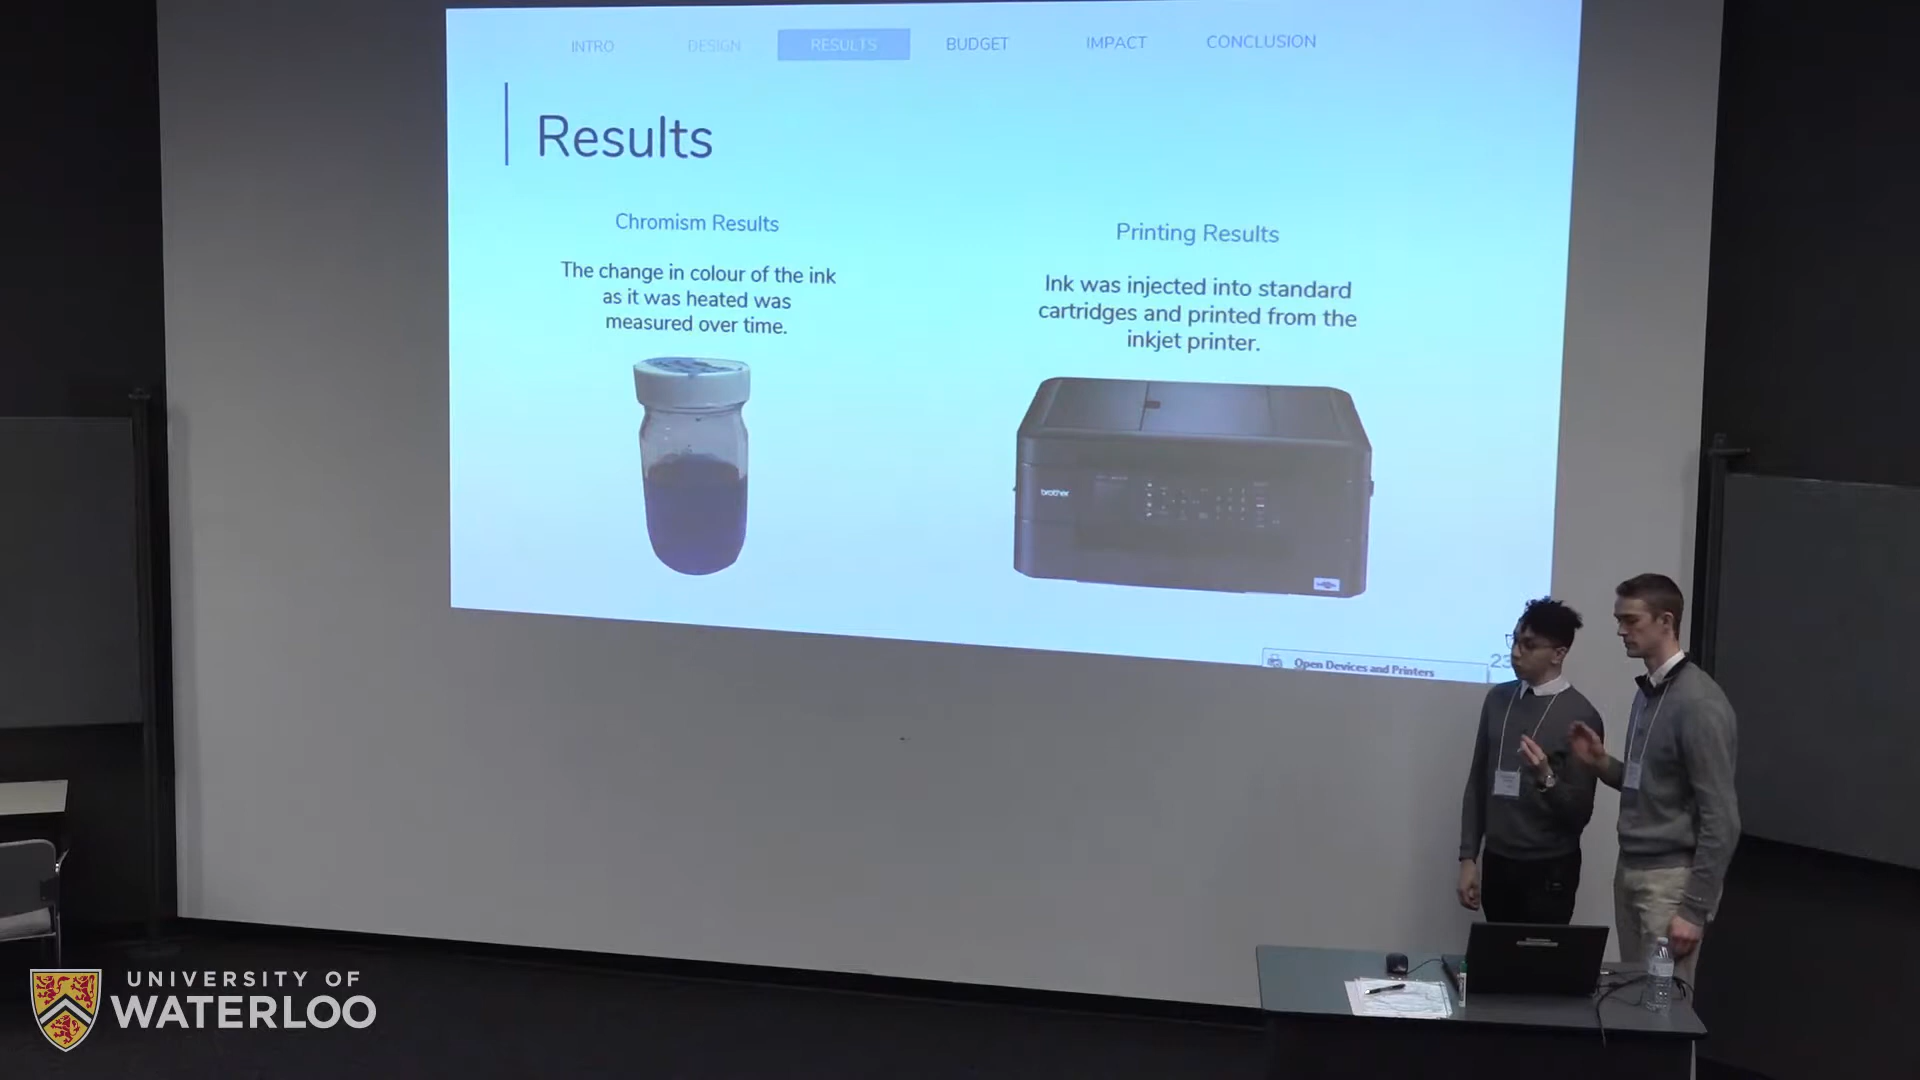 INTRO DESIGN RESULTS BUDGET IMPACT CONCLUSION
Results
Chromism Results
The change in colour of the ink
as it was heated was
measured over time.
Printing Results
Ink was injected into standard
cartridges and printed from the
inkjet printer.
brother
Open Devices and Printers
23
UNIVERSITY OF
WATERLOO